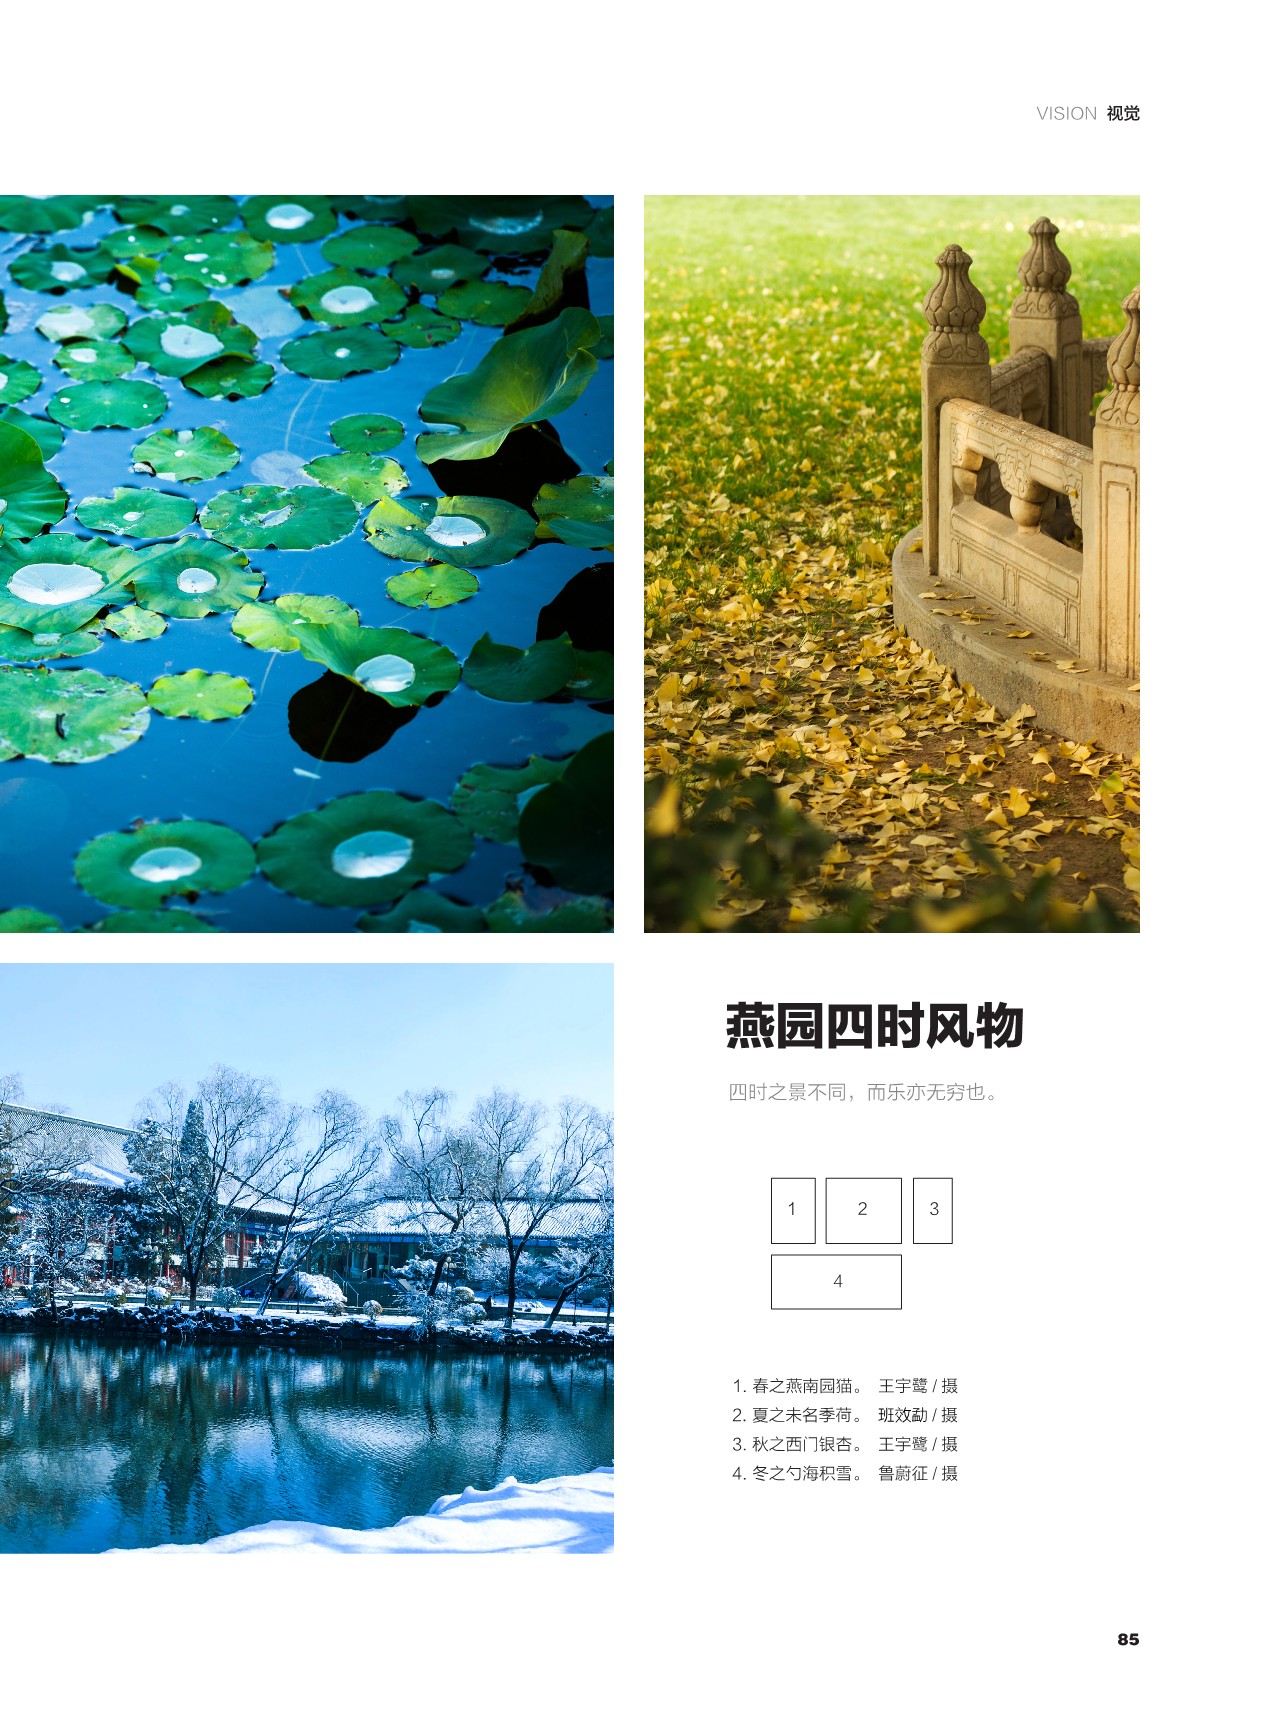 VISION 视觉
燕园四时风物
四时之景不同，而乐亦无穷也。
1 2 3
4
1. 春之燕南园猫。 王宇鹭 / 摄
2. 夏之未名季荷。 班效勐 / 摄
3. 秋之西门银杏。 王宇鹭 / 摄
4. 冬之勺海积雪。 鲁蔚征 / 摄
85